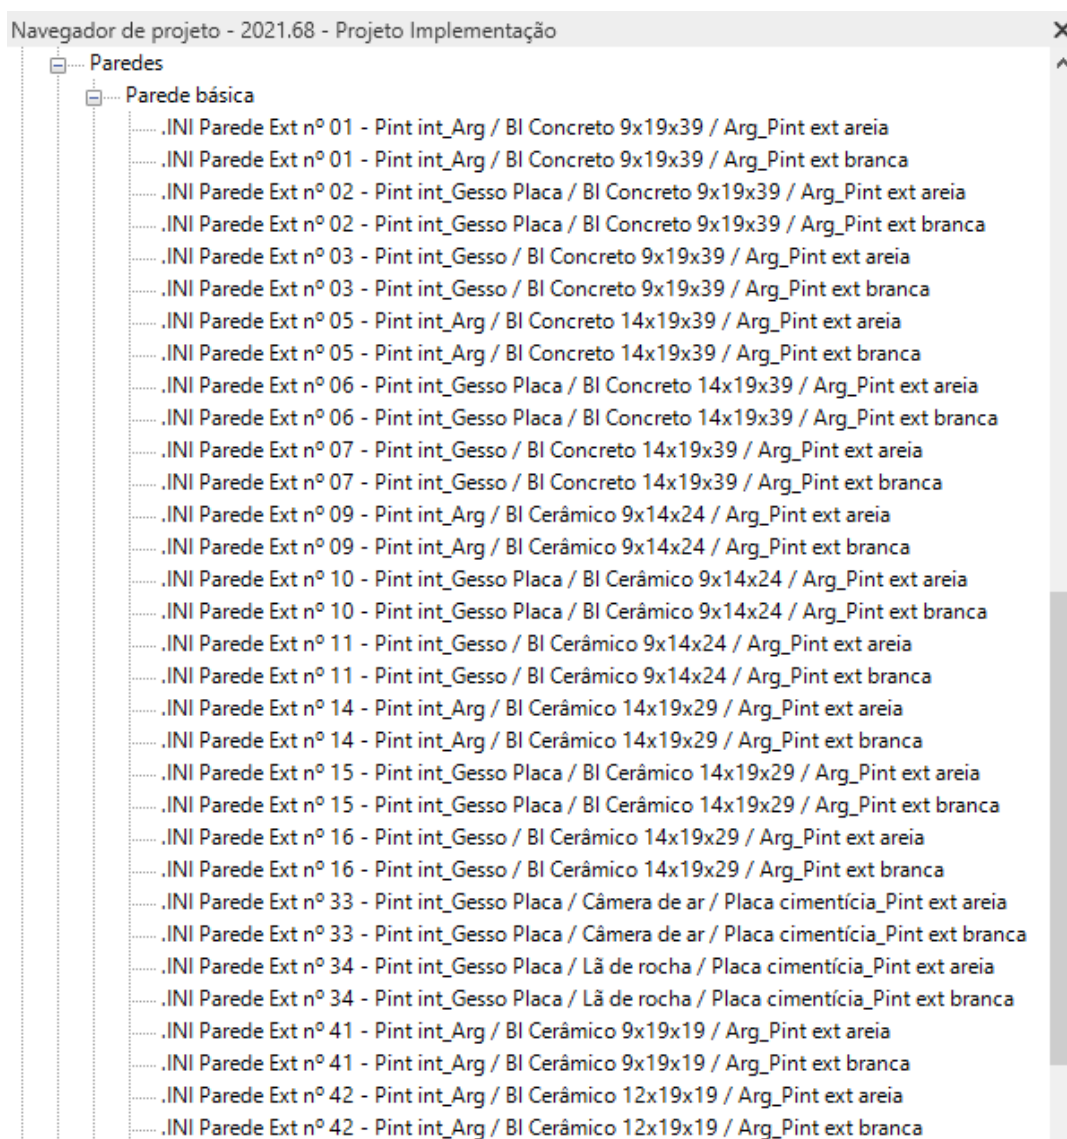 Navegador de projeto - 2021.68 - Projeto Implementação
Paredes
Parede básica
.INI Parede Ext nº 01 - Pint int_Arg / Bl Concreto 9x19x39 / Arg_Pint ext areia
.INI Parede Ext nº 01 - Pint int_Arg / Bl Concreto 9x19x39 / Arg_Pint ext branca
.INI Parede Ext nº 02 - Pint int_Gesso Placa / Bl Concreto 9x19x39 / Arg_Pint ext areia
.INI Parede Ext nº 02 - Pint int_Gesso Placa / Bl Concreto 9x19x39 / Arg_Pint ext branca
.INI Parede Ext nº 03 - Pint int_Gesso / Bl Concreto 9x19x39 / Arg_Pint ext areia
.INI Parede Ext nº 03 - Pint int_Gesso / Bl Concreto 9x19x39 / Arg_Pint ext branca
.INI Parede Ext nº 05 - Pint int_Arg / Bl Concreto 14x19x39 / Arg_Pint ext areia
.INI Parede Ext nº 05 - Pint int_Arg / Bl Concreto 14x19x39 / Arg_Pint ext branca
.INI Parede Ext nº 06 - Pint int_Gesso Placa / Bl Concreto 14x19x39 / Arg_Pint ext areia
.INI Parede Ext nº 06 - Pint int_Gesso Placa / Bl Concreto 14x19x39 / Arg_Pint ext branca
.INI Parede Ext nº 07 - Pint int_Gesso / Bl Concreto 14x19x39 / Arg_Pint ext areia
.INI Parede Ext nº 07 - Pint int_Gesso / Bl Concreto 14x19x39 / Arg_Pint ext branca
.INI Parede Ext nº 09 - Pint int_Arg / Bl Cerâmico 9x14x24 / Arg_Pint ext areia
.INI Parede Ext nº 09 - Pint int_Arg / Bl Cerâmico 9x14x24 / Arg_Pint ext branca
.INI Parede Ext nº 10 - Pint int_Gesso Placa / Bl Cerâmico 9x14x24 / Arg_Pint ext areia
.INI Parede Ext nº 10 - Pint int_Gesso Placa / Bl Cerâmico 9x14x24 / Arg_Pint ext branca
.INI Parede Ext nº 11 - Pint int_Gesso / Bl Cerâmico 9x14x24 / Arg_Pint ext areia
.INI Parede Ext nº 11 - Pint int_Gesso / Bl Cerâmico 9x14x24 / Arg_Pint ext branca
.INI Parede Ext nº 14 - Pint int_Arg / Bl Cerâmico 14x19x29 / Arg_Pint ext areia
.INI Parede Ext nº 14 - Pint int_Arg / Bl Cerâmico 14x19x29 / Arg_Pint ext branca
.INI Parede Ext nº 15 - Pint int_Gesso Placa / Bl Cerâmico 14x19x29 / Arg_Pint ext areia
.INI Parede Ext nº 15 - Pint int_Gesso Placa / Bl Cerâmico 14x19x29 / Arg_Pint ext branca
.INI Parede Ext nº 16 - Pint int_Gesso / Bl Cerâmico 14x19x29 / Arg_Pint ext areia
.INI Parede Ext nº 16 - Pint int_Gesso / Bl Cerâmico 14x19x29 / Arg_Pint ext branca
.INI Parede Ext nº 33 - Pint int_Gesso Placa / Câmera de ar / Placa cimentícia_Pint ext areia
.INI Parede Ext nº 33 - Pint int_Gesso Placa / Câmera de ar / Placa cimentícia_Pint ext branca
.INI Parede Ext nº 34 - Pint int_Gesso Placa / Lã de rocha / Placa cimentícia_Pint ext areia
.INI Parede Ext nº 34 - Pint int_Gesso Placa / Lã de rocha / Placa cimentícia_Pint ext branca
.INI Parede Ext nº 41 - Pint int_Arg / Bl Cerâmico 9x19x19 / Arg_Pint ext areia
.INI Parede Ext nº 41 - Pint int_Arg / Bl Cerâmico 9x19x19 / Arg_Pint ext branca
.INI Parede Ext nº 42 - Pint int_Arg / Bl Cerâmico 12x19x19 / Arg_Pint ext areia
.INI Parede Ext nº 42 - Pint int_Arg / Bl Cerâmico 12x19x19 / Arg_Pint ext branca